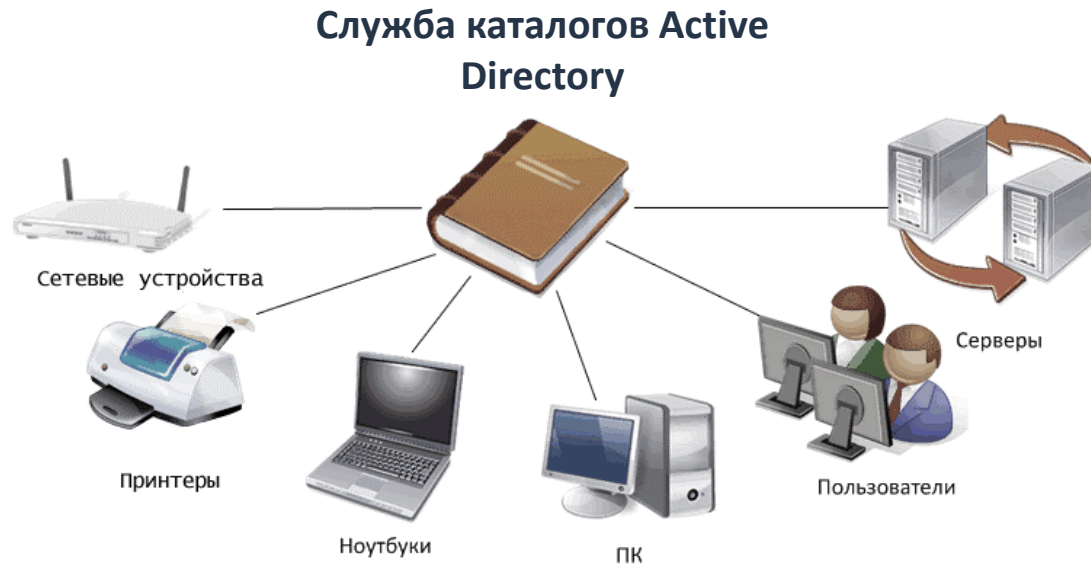 Служба каталогов Active
Directory
Сетевые устройства
Серверы
Принтеры
Пользователи
Ноутбуки
ПК